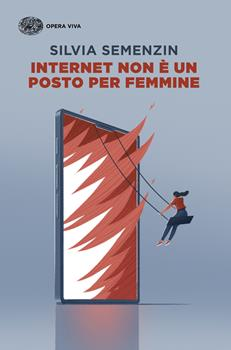 OPERA VIVA
SILVIA SEMENZIN
INTERNET NON È UN
POSTO PER FEMMINE